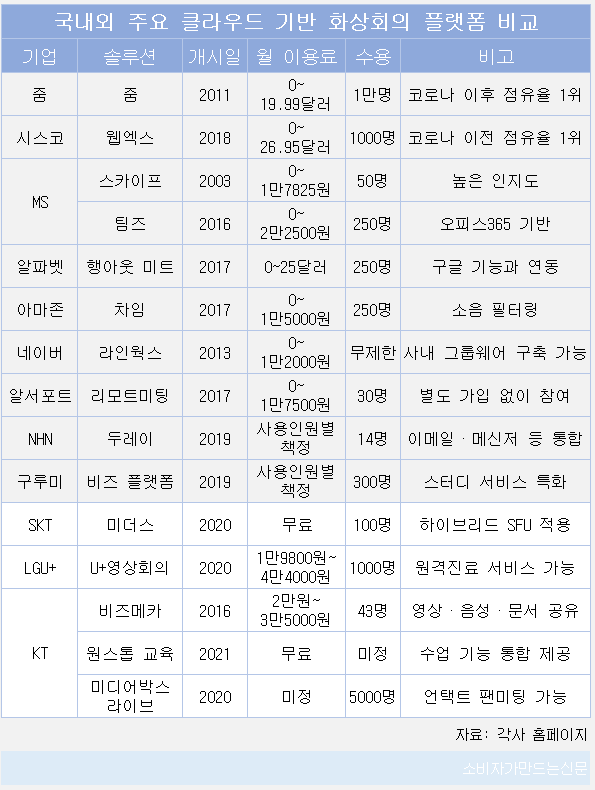 국내외 주요 클라우드 기반 화상회의 플랫폼 비교
기업 솔루션 개시일 월 이용료 수용 비고
줌 줌 2011 0~
19.99달러 1만명 코로나 이후 점유율 1위
시스코 웹엑스 2018 0~
26.95달러 1000명 코로나 이전 점유율 1위
MS 스카이프 2003 0~
1만7825원 50명 높은 인지도
팀즈 2016 0~
2만2500원 250명 오피스365 기반
알파벳 행아웃 미트 2017 0~25달러 250명 구글 기능과 연동
아마존 차임 2017 0~
1만5000원 250명 소음 필터링
네이버 라인웍스 2013 0~
1만2000원 무제한 사내 그룹웨어 구축 가능
알서포트 리모트미팅 2017 0~
1만7500원 30명 별도 가입 없이 참여
NHN 두레이 2019 사용인원별
책정 14명 이메일·메신저 등 통합
구루미 비즈 플랫폼 2019 사용인원별
책정 300명 스터디 서비스 특화
SKT 미더스 2020 무료 100명 하이브리드 SFU 적용
LGU+ U+영상회의 2020 1만9800원~
4만4000원 1000명 원격진료 서비스 가능
KT 비즈메카 2016 2만원~
3만5000원 43명 영상·음성·문서 공유
원스톱 교육 2021 무료 미정 수업 기능 통합 제공
미디어박스
라이브 2020 미정 5000명 언택트 팬미팅 가능
자료: 각사 홈페이지
소비자가만드는신문